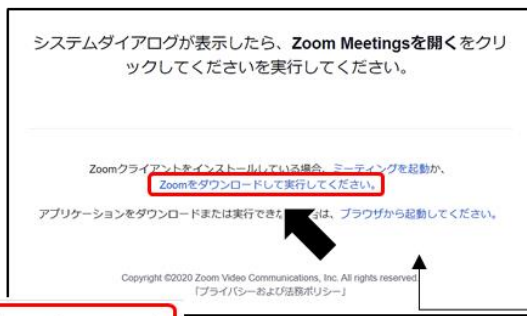 システムダイアログが表示したら、Zoom Meetingsを開くをクリ
ックしてくださいを実行してください。
Zoomクライアントをインストールしている場合、ミーティングを起動か、
Zoomをダウンロードして実行してください。
アプリケーションをダウンロードまたは実行できな は、ブラウザから起動してください。
Copyright ©2020 Zoom Video Communications, Inc. All rights reserved.
「プライバシーおよび法務ポリシー」